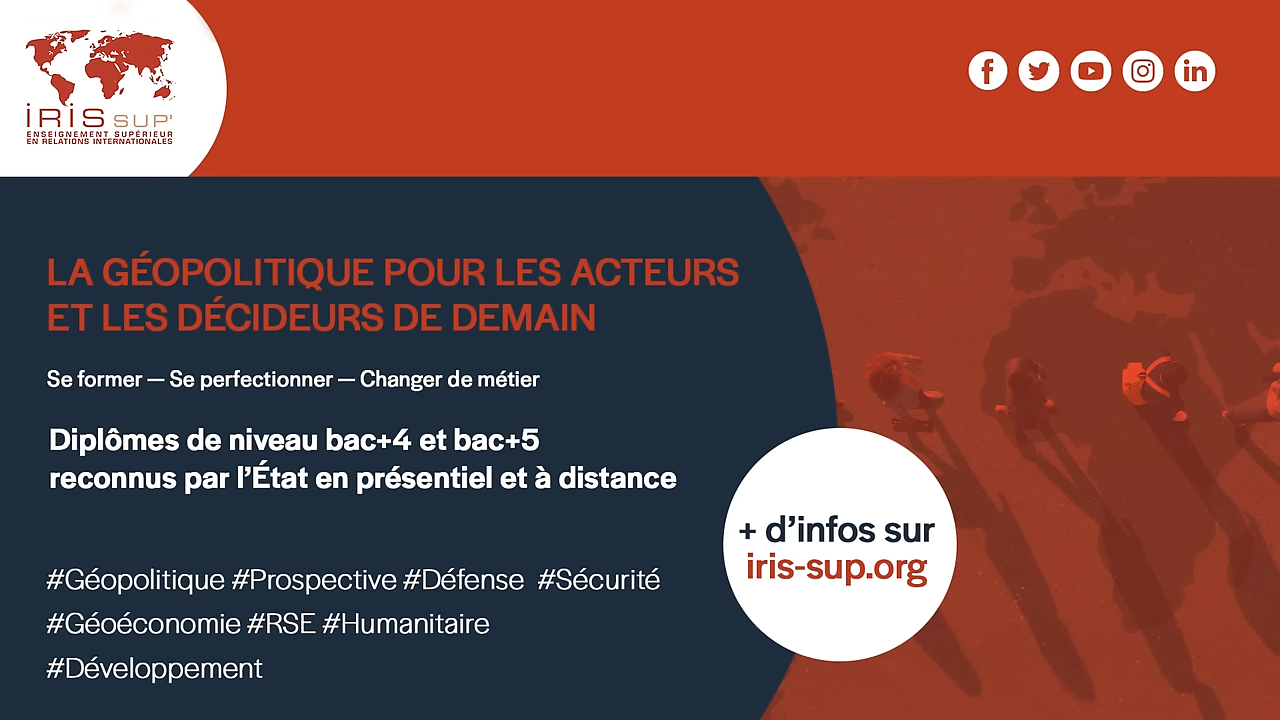 IRIS SUP'
ENSEIGNEMENT SUPÉRIEUR
EN RELATIONS INTERNATIONALES
LA GÉOPOLITIQUE POUR LES ACTEURS
ET LES DÉCIDEURS DE DEMAIN
Se former — Se perfectionner — Changer de métier
Diplômes de niveau bac+4 et bac+5
reconnus par l'État en présentiel et à distance
+ d'infos sur
iris-sup.org
#Géopolitique #Prospective #Défense #Sécurité
#Géoéconomie #RSE #Humanitaire
#Développement